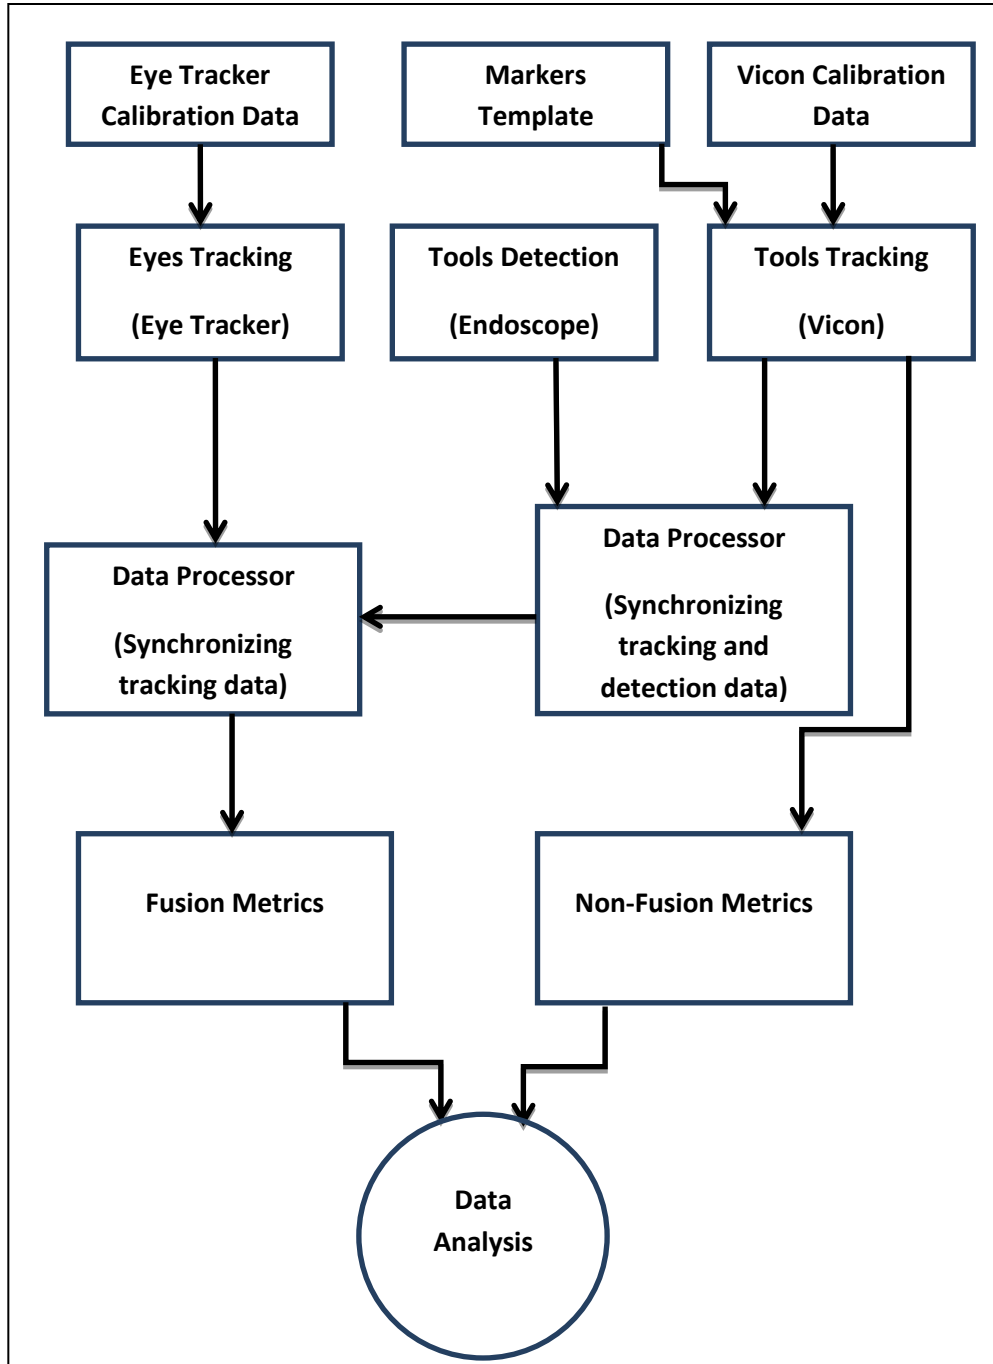 Eye Tracker
Calibration Data
Markers
Template
Vicon Calibration
Data
Eyes Tracking
(Eye Tracker)
Tools Detection
(Endoscope)
Tools Tracking
(Vicon)
Data Processor
(Synchronizing
tracking data)
Data Processor
(Synchronizing
tracking and
detection data)
Fusion Metrics
Non-Fusion Metrics
Data
Analysis